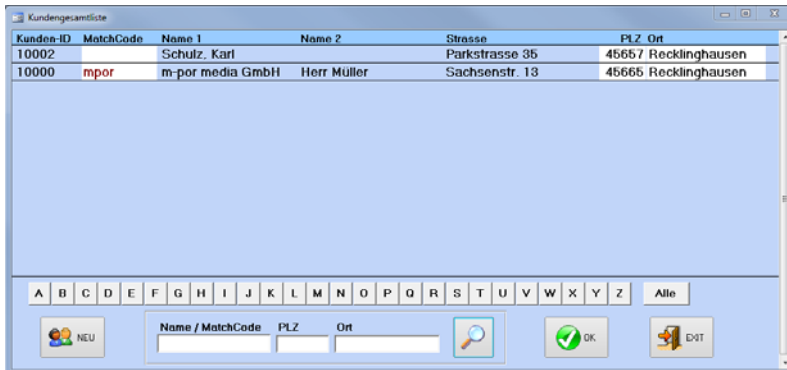 Kundengesamtliste
Kunden-ID MatchCode Name 1 Name 2 Strasse PLZ Ort
10002 Schulz, Karl Parkstrasse 35 45657 Recklinghausen
10000 mpor m-por media GmbH Herr Müller Sachsenstr. 13 45665 Recklinghausen
A B C D E F G H I J K L M N O P Q R S T U V W X Y Z Alle
Name / MatchCode PLZ Ort
NEU OK EXIT